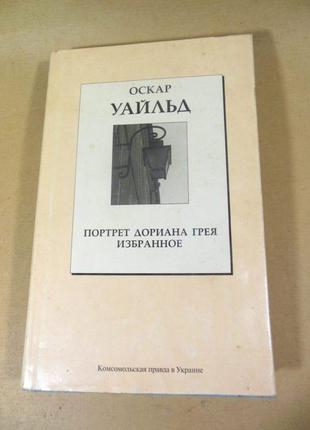 ОСКАР
УАЙЛЬД
ПОРТРЕТ ДОРИАНА ГРЕЯ
ИЗБРАННОЕ
Комсомольская правда в Украине